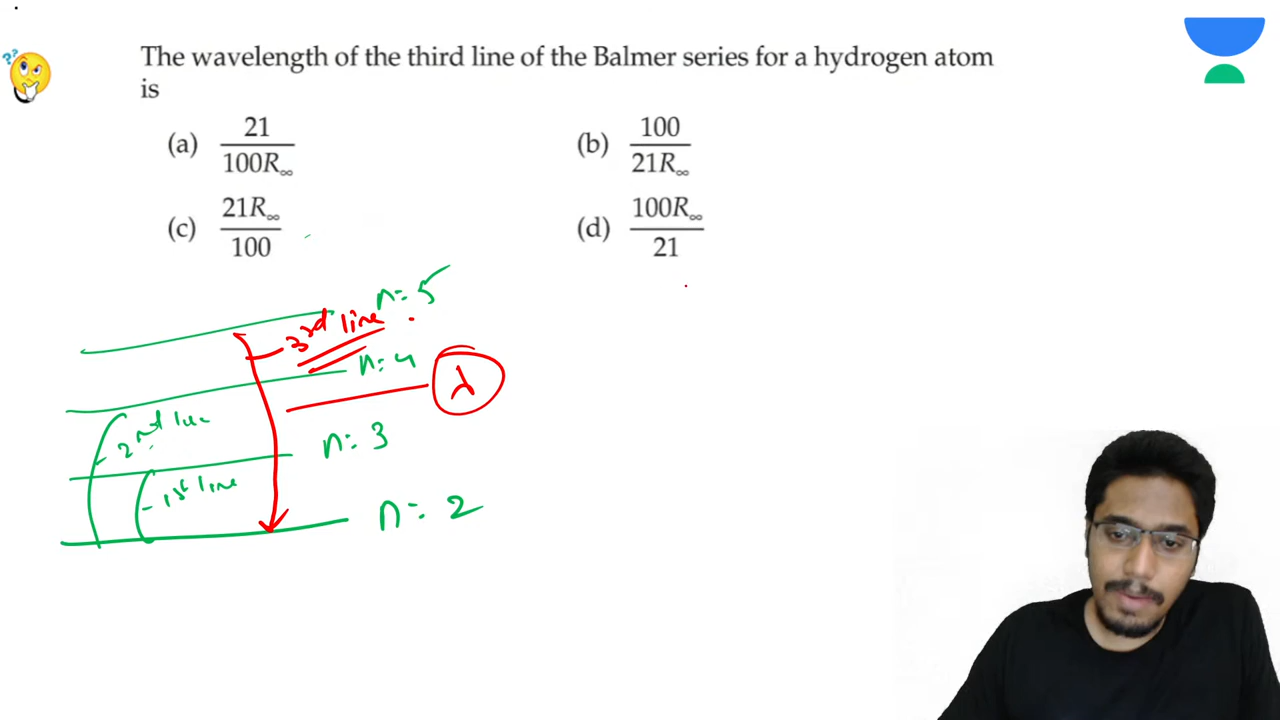 ??
The wavelength of the third line of the Balmer series for a hydrogen atom
is
(a) 21/100R∞
(b) 100/21R∞
(c) 21R∞/100
(d) 100R∞/21
n=5
3rd line
n=4
λ
2nd line
n=3
1st line
n=2